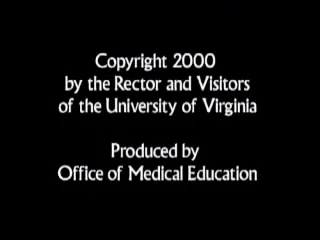 Copyright 2000
by the Rector and Visitors
of the University of Virginia
Produced by
Office of Medical Education